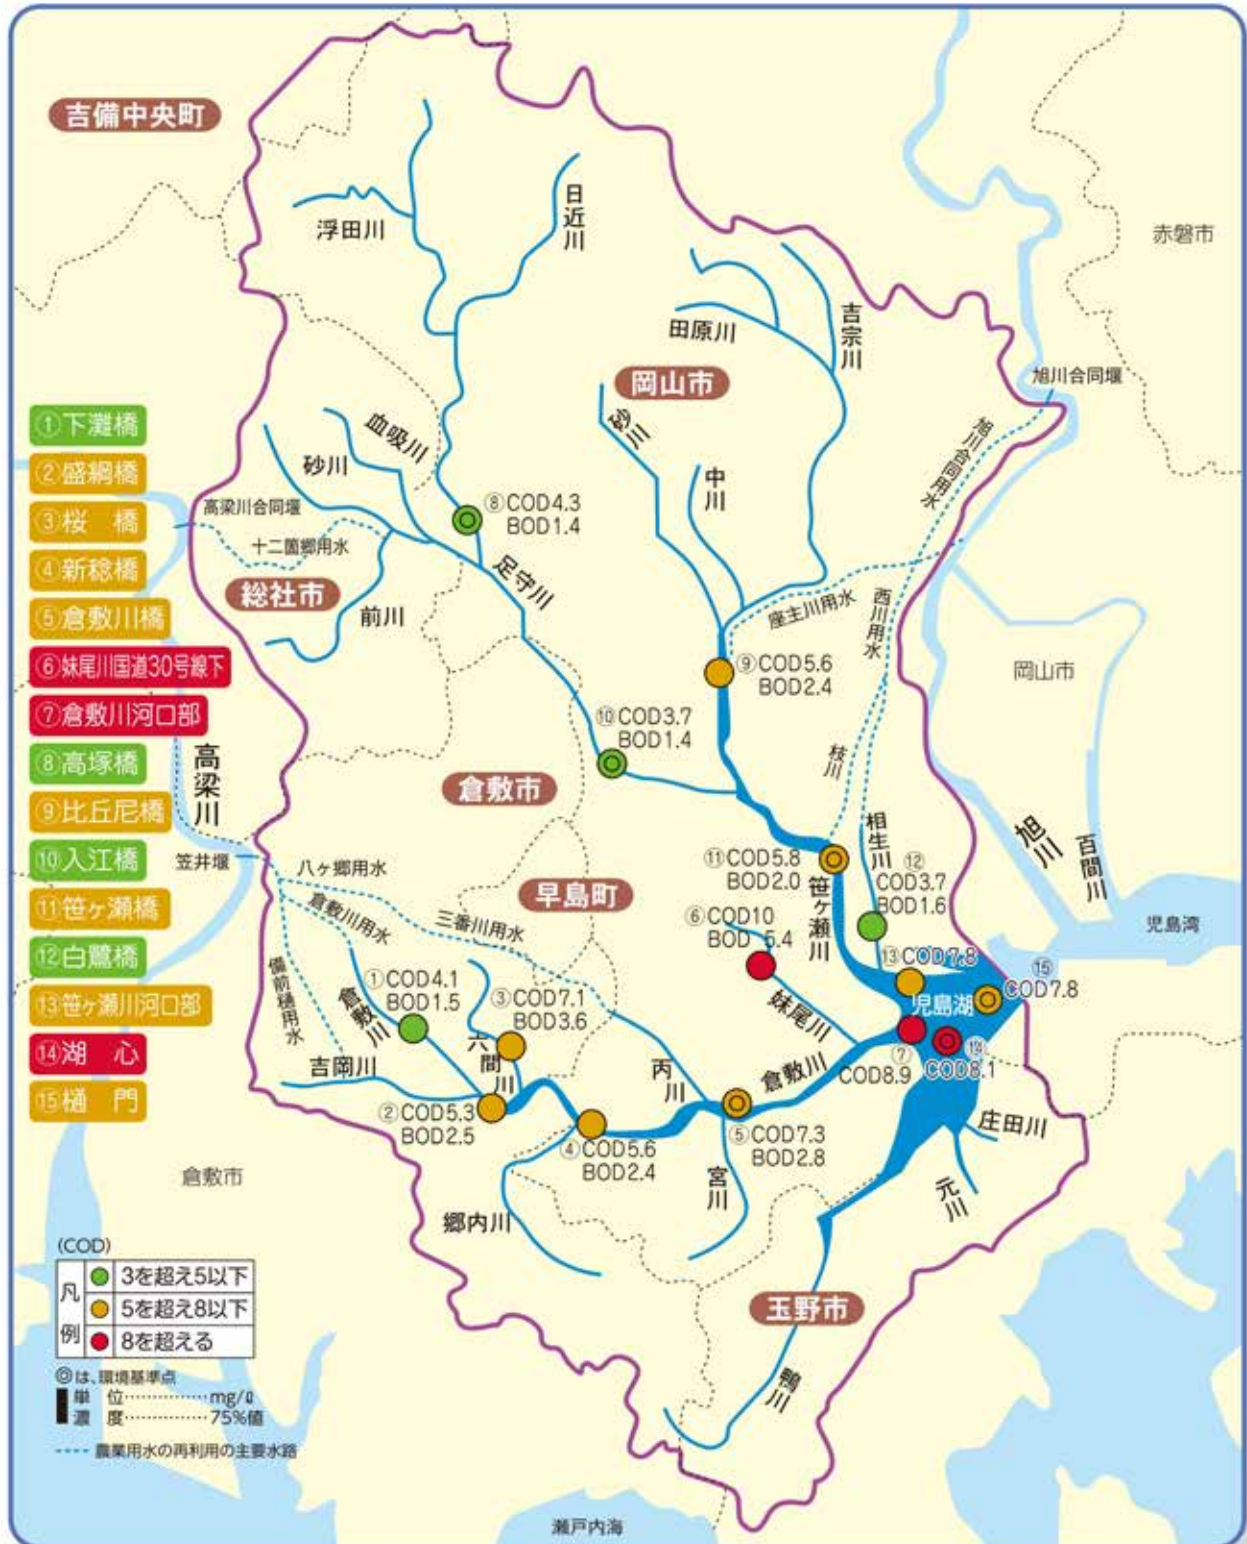 吉備中央町
日近川
浮田川
赤磐市
吉宗川
田原川
岡山市
旭川合同堰
①下灘橋
②盛綱橋
③桜 橋
④新稔橋
⑤倉敷川橋
⑥妹尾川国道30号線下
⑦倉敷川河口部
⑧高塚橋
⑨比丘尼橋
⑩入江橋
⑪笹ヶ瀬橋
⑫白鷺橋
⑬笹ヶ瀬川河口部
⑭湖 心
⑮樋 門
血吸川
砂川
砂川
中川
旭川合同用水
高梁川合同堰
十二箇郷用水
⑧COD4.3
BOD1.4
足守川
総社市
前川
座主川用水
西川用水
⑨COD5.6
BOD2.4
岡山市
⑩COD3.7
BOD1.4
枝川
高梁川
倉敷市
相生川
旭川
百間川
笠井堰
八ヶ郷用水
倉敷川用水
三番川用水
備前樋用水
早島町
⑪COD5.8
BOD2.0
笹ヶ瀬川
⑫
COD3.7
BOD1.6
⑥COD10
BOD 5.4
児島湾
⑬COD7.8
⑮
COD7.8
児島湖
①COD4.1
BOD1.5
倉敷川
③COD7.1
BOD3.6
六間川
妹尾川
吉岡川
丙川
倉敷川
⑦
COD8.9
⑭
COD8.1
②COD5.3
BOD2.5
④COD5.6
BOD2.4
⑤COD7.3
BOD2.8
庄田川
宮川
元川
倉敷市
郷内川
玉野市
鴨川
(COD)
凡例
3を超え5以下
5を超え8以下
8を超える
◎は、環境基準点
単 位…………… mg/ℓ
濃 度…………… 75%値
農業用水の再利用の主要水路
瀬戸内海